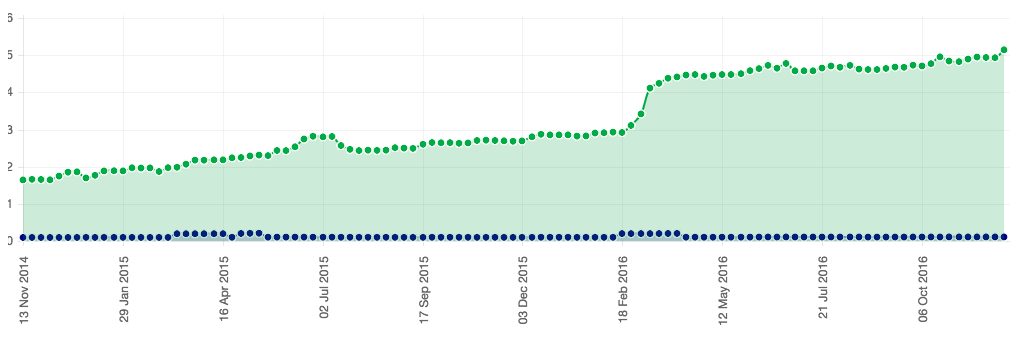 6
5
4
3
2
1
0
13 Nov 2014
29 Jan 2015
16 Apr 2015
02 Jul 2015
17 Sep 2015
03 Dec 2015
18 Feb 2016
12 May 2016
21 Jul 2016
06 Oct 2016